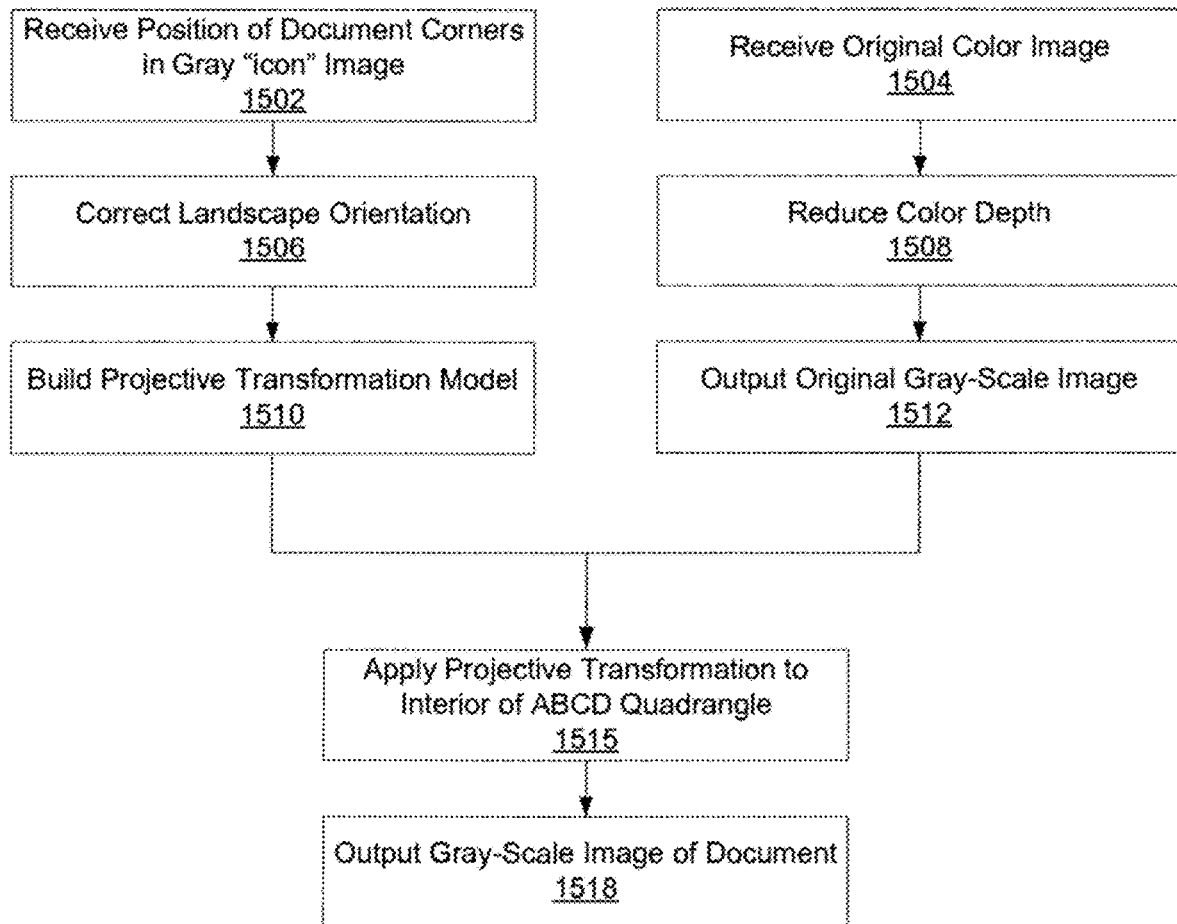 Receive Position of Document Corners
in Gray “icon” Image
1502
Receive Original Color Image
1504
Correct Landscape Orientation
1506
Reduce Color Depth
1508
Build Projective Transformation Model
1510
Output Original Gray-Scale Image
1512
Apply Projective Transformation to
Interior of ABCD Quadrangle
1515
Output Gray-Scale Image of Document
1518